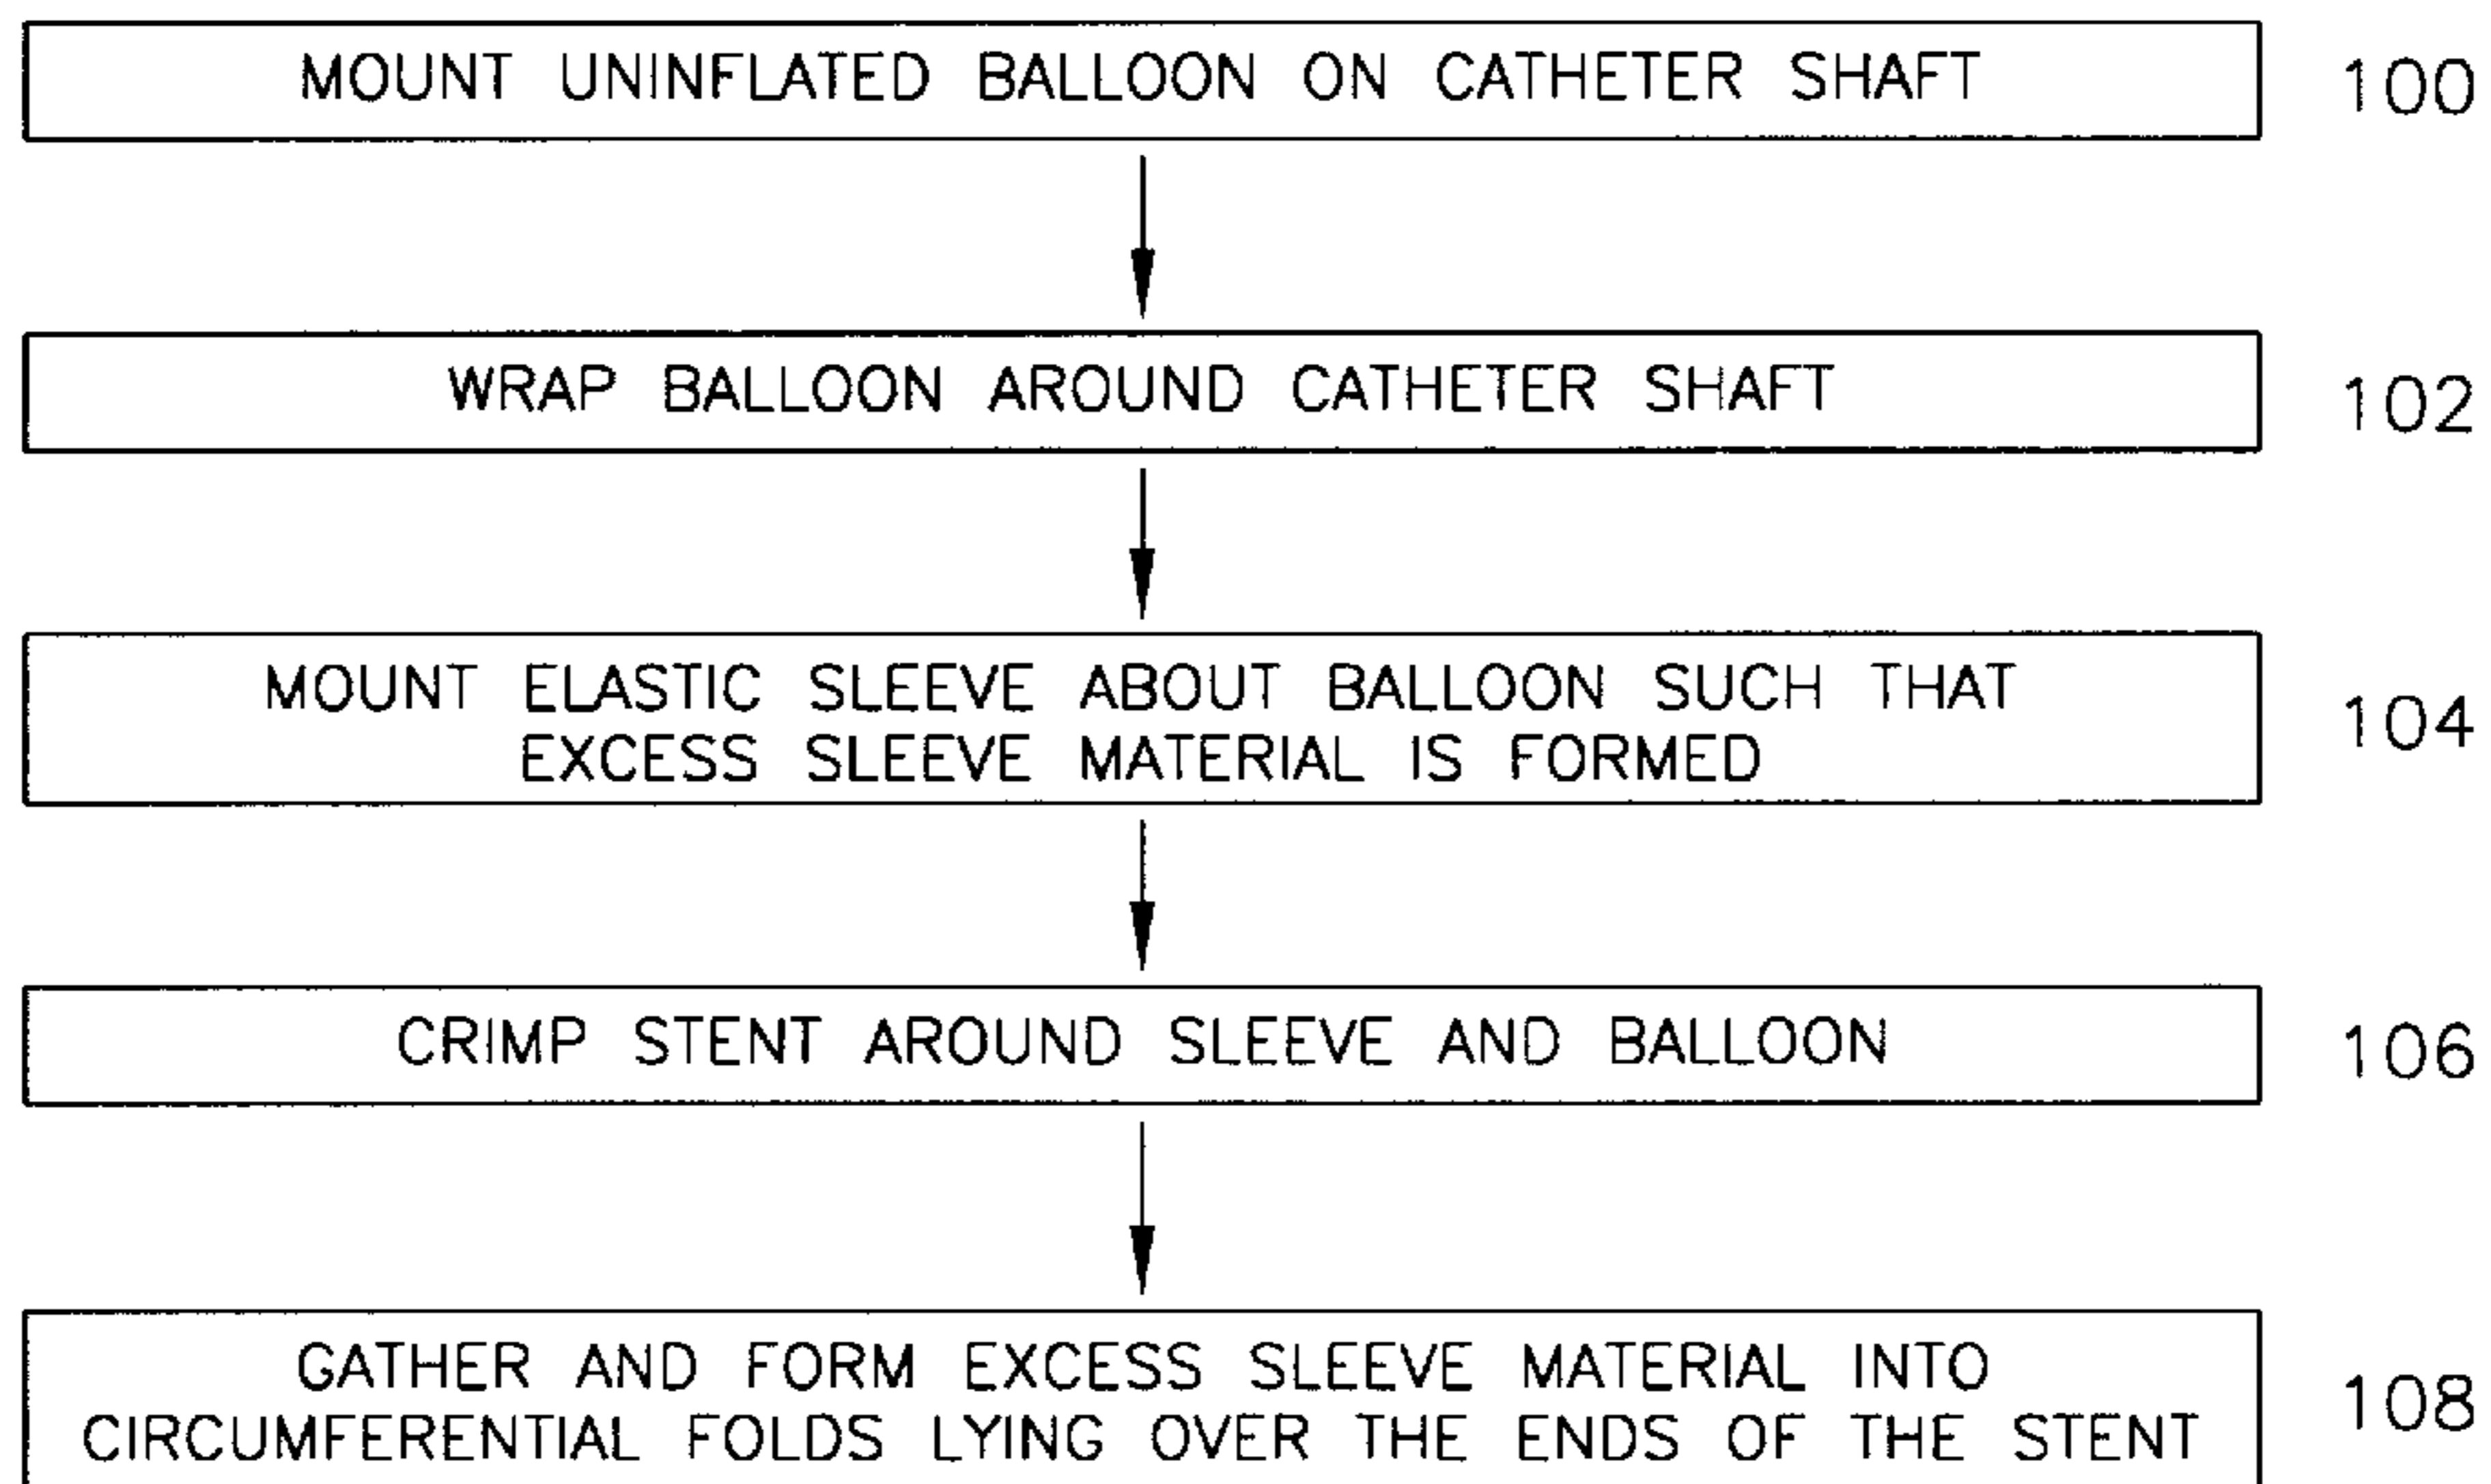 MOUNT UNINFLATED BALLOON ON CATHETER SHAFT 100
WRAP BALLOON AROUND CATHETER SHAFT 102
MOUNT ELASTIC SLEEVE ABOUT BALLOON SUCH THAT
EXCESS SLEEVE MATERIAL IS FORMED
104
CRIMP STENT AROUND SLEEVE AND BALLOON 106
GATHER AND FORM EXCESS SLEEVE MATERIAL INTO
CIRCUMFERENTIAL FOLDS LYING OVER THE ENDS OF THE STENT
108